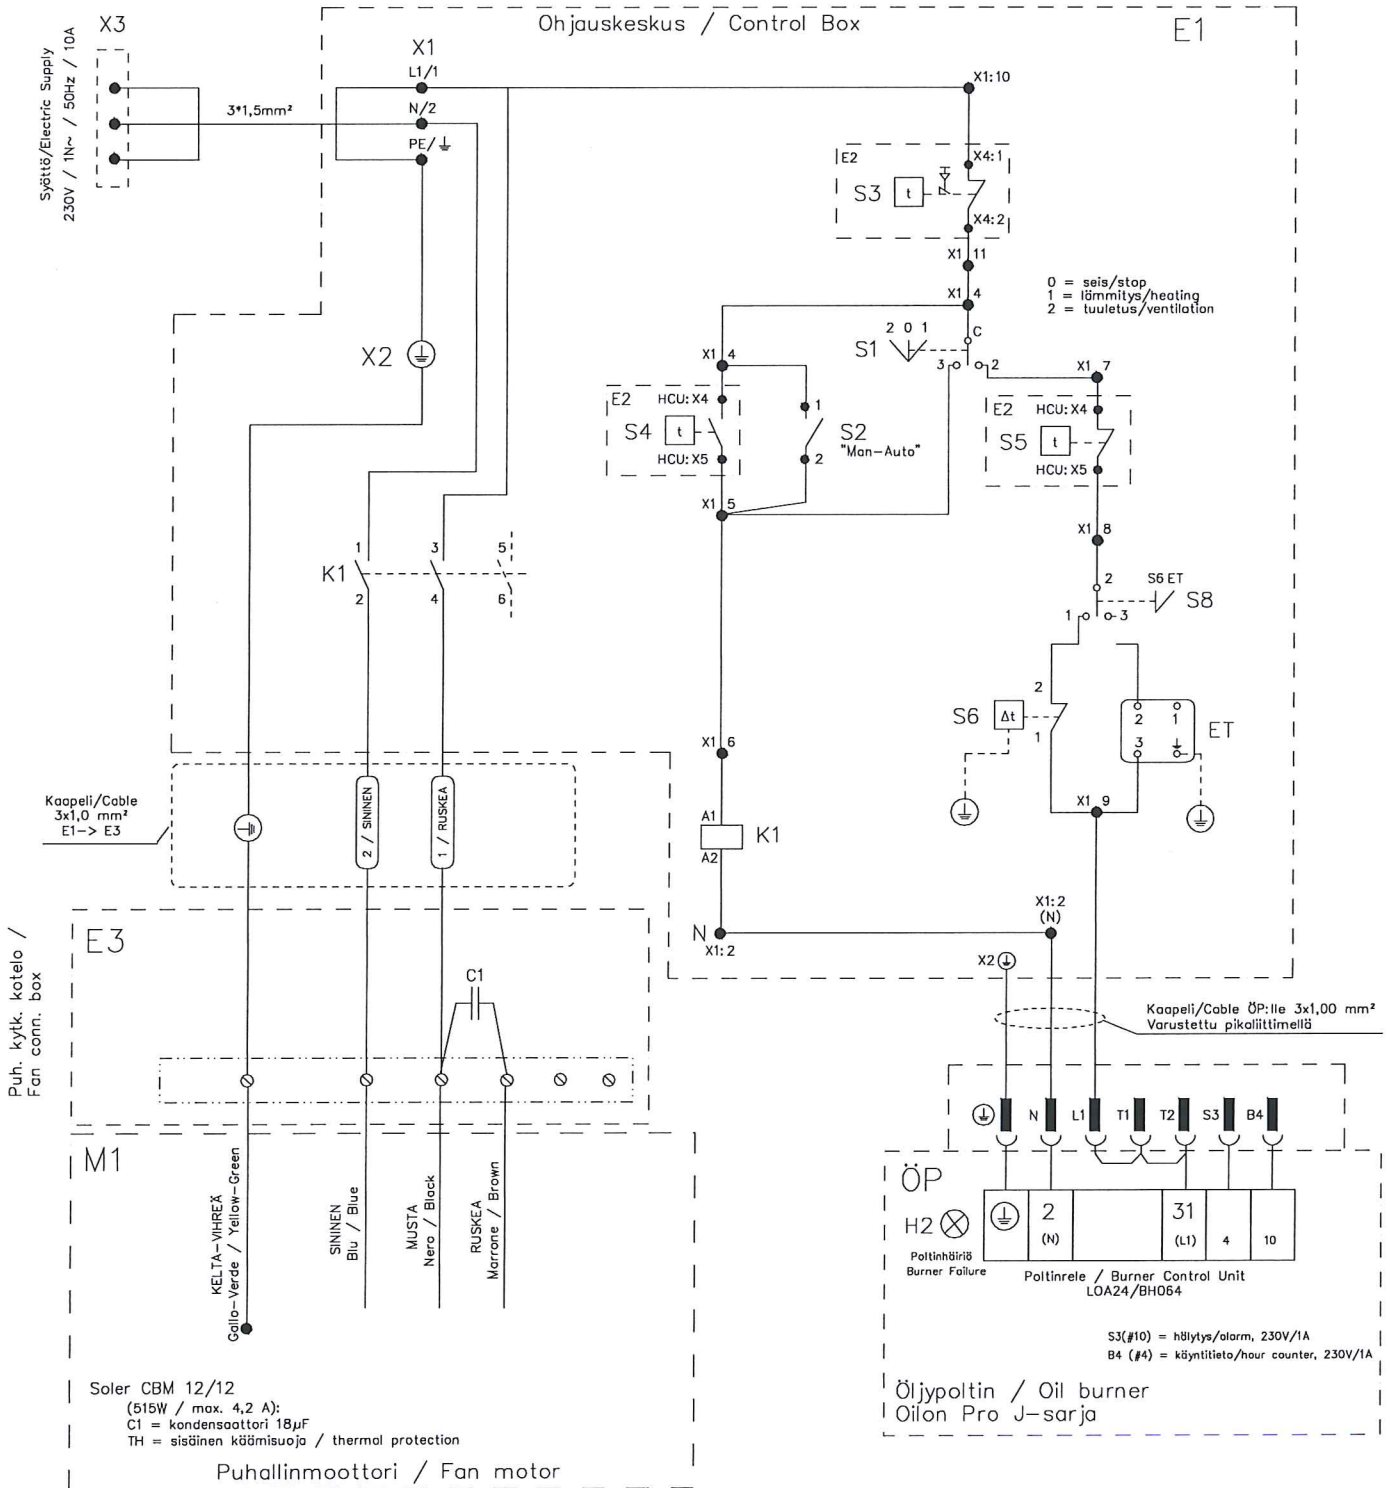 Ohjauskeskus / Control Box
E1
X3
Syöttö/Electric Supply
230V / 1N~ / 50Hz / 10A
3*1,5mm²
X1
L1/1
N/2
PE/
X1:10
E2
X4:1
S3
t
X4:2
X1 11
X1 4
0 = seis/stop
1 = lämmitys/heating
2 = tuuletus/ventilation
2 0 1
S1
C
3
2
X2
X1 4
X1 7
E2
HCU: X4
S4
t
HCU: X5
1
S2
"Man-Auto"
2
E2
HCU: X4
S5
t
HCU: X5
X1 5
X1 8
K1
1
2
3
4
5
6
2
S6 ET
S8
1
3
2
S6
Δt
1
2
1
3
ET
X1 6
X1 9
A1
K1
A2
Kaapeli/Cable
3x1,0 mm²
E1-> E3
2 / SININEN
1 / RUSKEA
N
X1:2
X1:2
(N)
X2
Kaapeli/Cable ÖP:lle 3x1,00 mm²
Varustettu pikaliittimellä
Puh. kytk. kotelo /
Fan conn. box
E3
C1
N
L1
T1
T2
S3
B4
M1
KELTA-VIHREÄ
Gallo-Verde / Yellow-Green
SININEN
Blu / Blue
MUSTA
Nero / Black
RUSKEA
Marrone / Brown
ÖP
H2
Poltinhäiriö
Burner Failure
2
(N)
31
(L1)
4
10
Poltinrele / Burner Control Unit
LOA24/BHO64
S3(#10) = hälytys/alarm, 230V/1A
B4 (#4) = käyntitieto/hour counter, 230V/1A
Öljypoltin / Oil burner
Oilon Pro J-sarja
Soler CBM 12/12
(515W / max. 4,2 A):
C1 = kondensaattori 18µF
TH = sisäinen käämisuoja / thermal protection
Puhallinmoottori / Fan motor